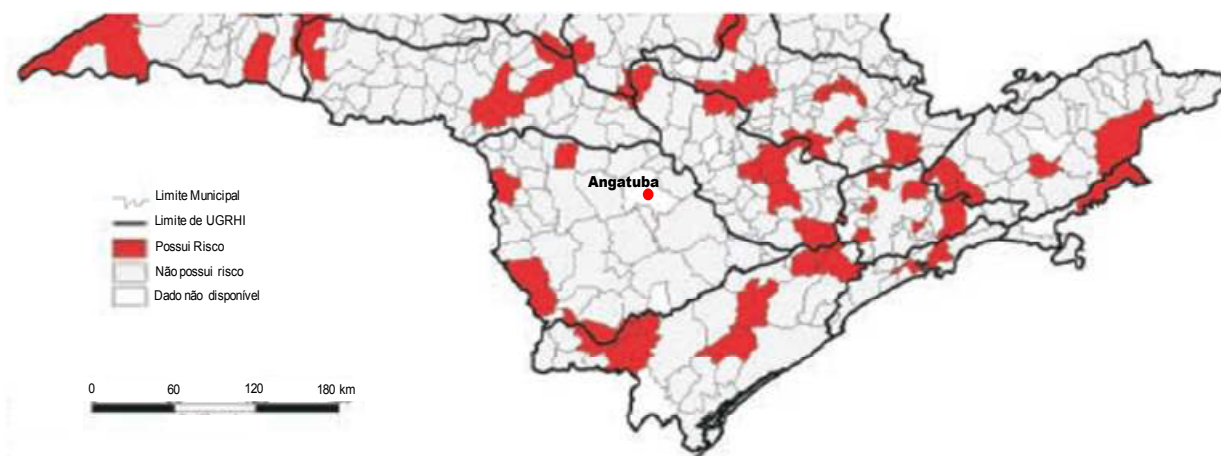 Angatuba
Limite Municipal
Limite de UGRHI
Possui Risco
Não possui risco
Dado não disponível
0 60 120 180 km